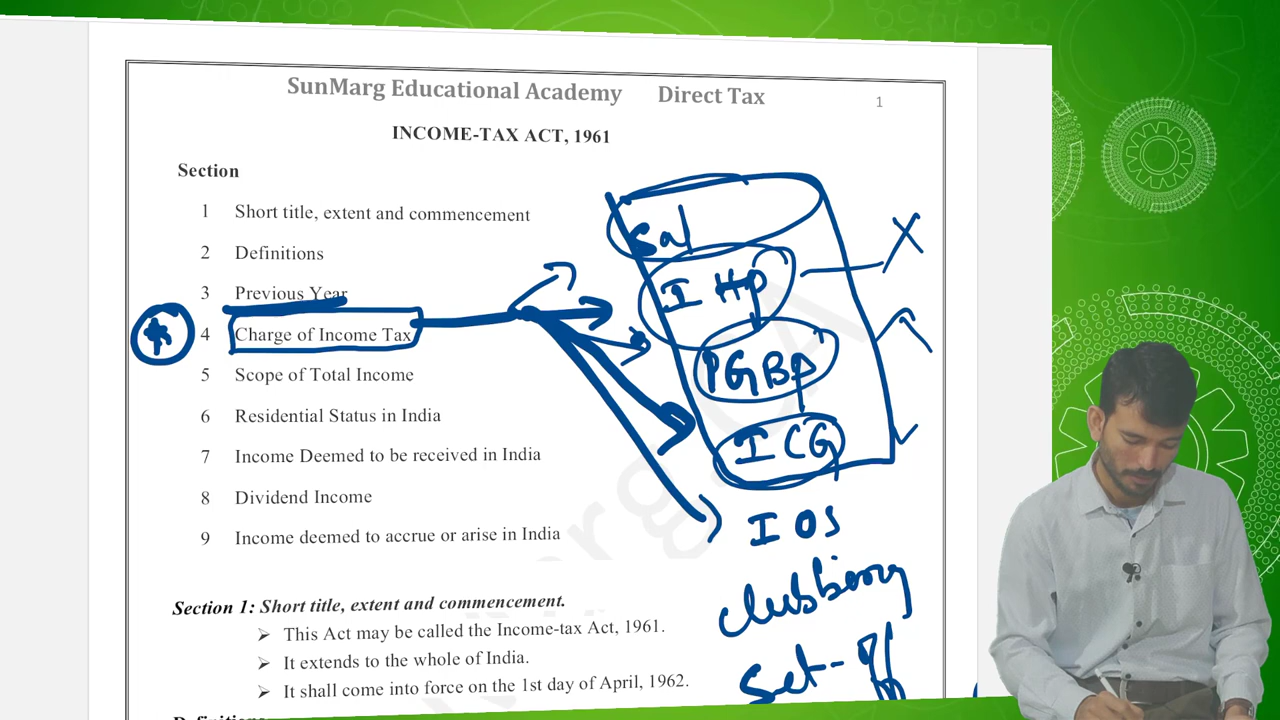 SunMarg Educational Academy Direct Tax 1
INCOME-TAX ACT, 1961
Section
1 Short title, extent and commencement
2 Definitions
3 Previous Year
4 Charge of Income Tax
5 Scope of Total Income
6 Residential Status in India
7 Income Deemed to be received in India
8 Dividend Income
9 Income deemed to accrue or arise in India
Sal
I HP
PGBP
I CG
I OS
Clubbing
Set-off
Section 1: Short title, extent and commencement.
➢ This Act may be called the Income-tax Act, 1961.
➢ It extends to the whole of India.
➢ It shall come into force on the 1st day of April, 1962.